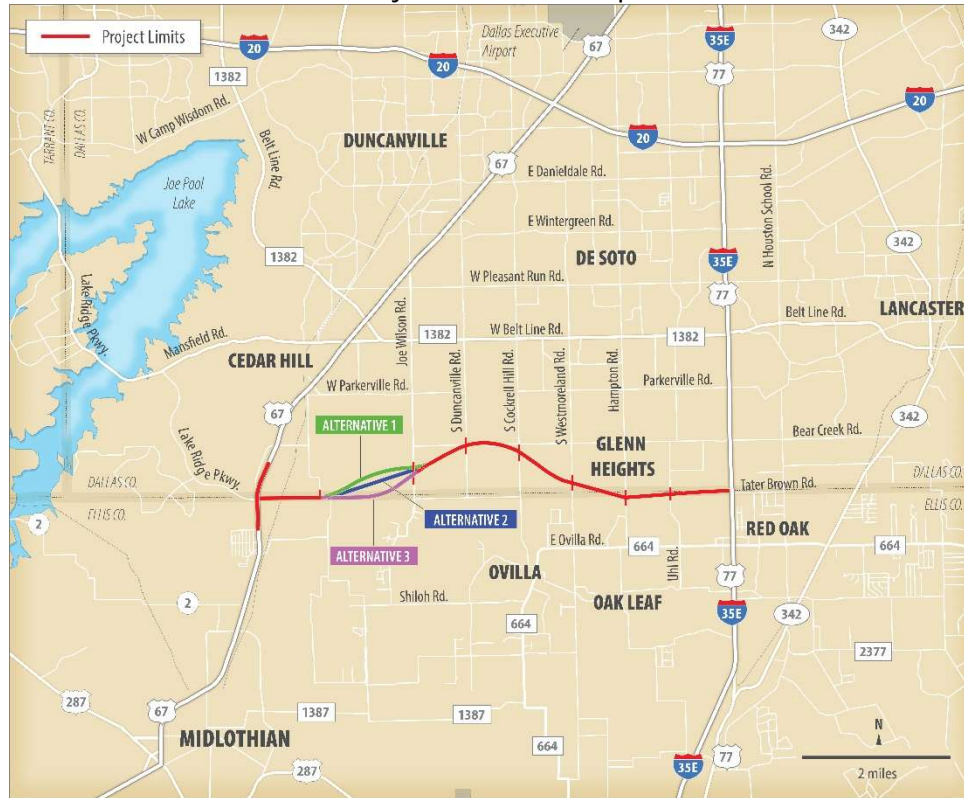 Project Limits
Dallas Executive
Airport
67
35E
77
342
20
1382
20
20
20
TARRANT CO.
DALLAS CO.
W Camp Wisdom Rd.
Belt Line Rd.
DUNCANVILLE
67
E Danieldale Rd.
Joe Pool
Lake
E Wintergreen Rd.
N Houston School Rd.
342
1382
DE SOTO
35E
W Pleasant Run Rd.
77
Lake Ridge Pkwy.
Joe Wilson Rd.
1382
W Belt Line Rd.
1382
Belt Line Rd.
LANCASTER
Mansfield Rd.
CEDAR HILL
S Duncanville Rd.
S Cockrell Hill Rd.
S Westmoreland Rd.
Hampton Rd.
W Parkerville Rd.
Parkerville Rd.
67
342
ALTERNATIVE 1
Bear Creek Rd.
GLENN
HEIGHTS
Lake Ridge Pkwy.
DALLAS CO.
ELLIS CO.
Tater Brown Rd.
DALLAS CO.
ELLIS CO.
2
ALTERNATIVE 2
RED OAK
ALTERNATIVE 3
E Ovilla Rd.
664
664
Uhl Rd.
OVILLA
77
2
Shiloh Rd.
OAK LEAF
35E
342
664
2377
287
67
1387
1387
MIDLOTHIAN
664
287
35E
77
N
2 miles